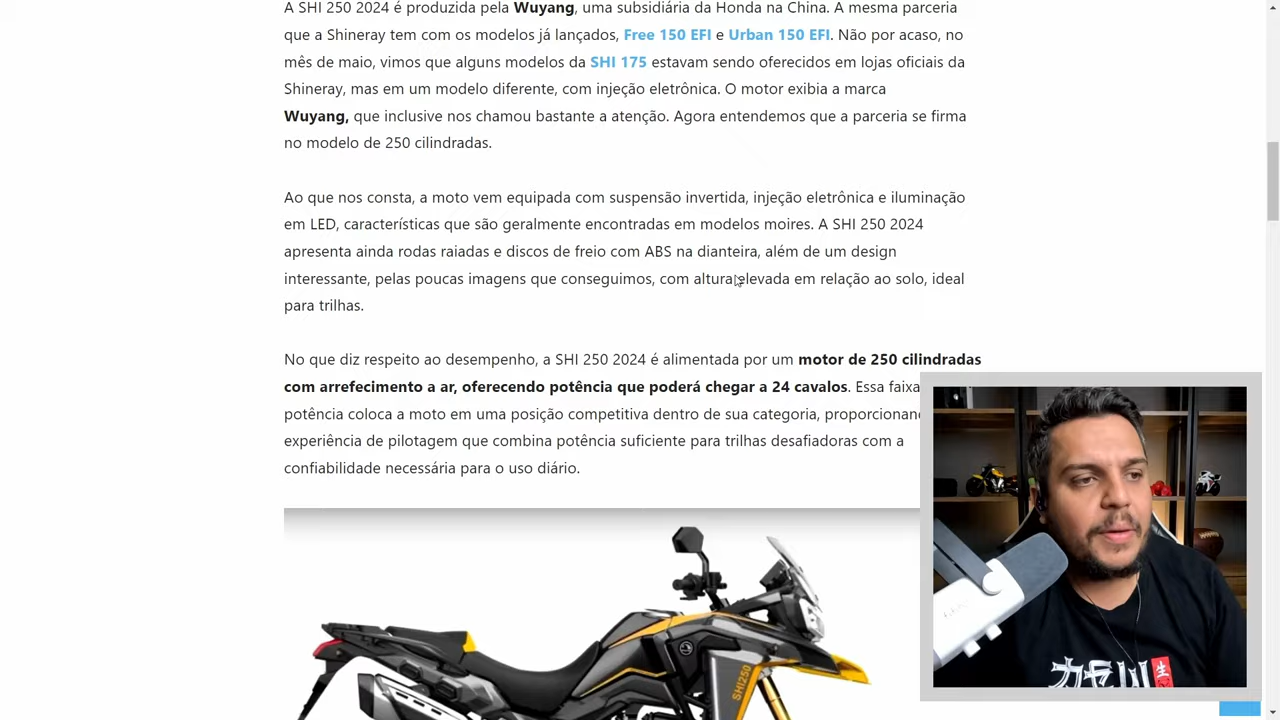 A SHI 250 2024 é produzida pela Wuyang, uma subsidiária da Honda na China. A mesma parceria
que a Shineray tem com os modelos já lançados, Free 150 EFI e Urban 150 EFI. Não por acaso, no
mês de maio, vimos que alguns modelos da SHI 175 estavam sendo oferecidos em lojas oficiais da
Shineray, mas em um modelo diferente, com injeção eletrônica. O motor exibia a marca
Wuyang, que inclusive nos chamou bastante a atenção. Agora entendemos que a parceria se firma
no modelo de 250 cilindradas.
Ao que nos consta, a moto vem equipada com suspensão invertida, injeção eletrônica e iluminação
em LED, características que são geralmente encontradas em modelos moires. A SHI 250 2024
apresenta ainda rodas raiadas e discos de freio com ABS na dianteira, além de um design
interessante, pelas poucas imagens que conseguimos, com altura elevada em relação ao solo, ideal
para trilhas.
No que diz respeito ao desempenho, a SHI 250 2024 é alimentada por um motor de 250 cilindradas
com arrefecimento a ar, oferecendo potência que poderá chegar a 24 cavalos. Essa faixa
potência coloca a moto em uma posição competitiva dentro de sua categoria, proporcionan
experiência de pilotagem que combina potência suficiente para trilhas desafiadoras com a
confiabilidade necessária para o uso diário.
SHI250